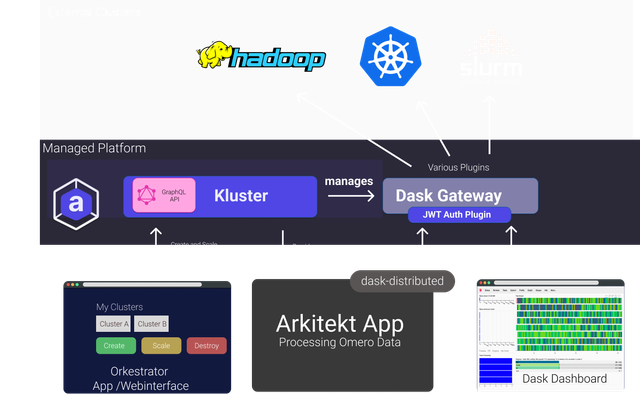 hadoop
slurm
Managed Platform
Various Plugins
a
GraphQL
API
Kluster
manages
Dask Gateway
JWT Auth Plugin
Create and Scale
dask-distributed
My Clusters
Cluster A
Cluster B
Create
Scale
Destroy
Orkestrator
App /Webinterface
Arkitekt App
Processing Omero Data
Dask Dashboard